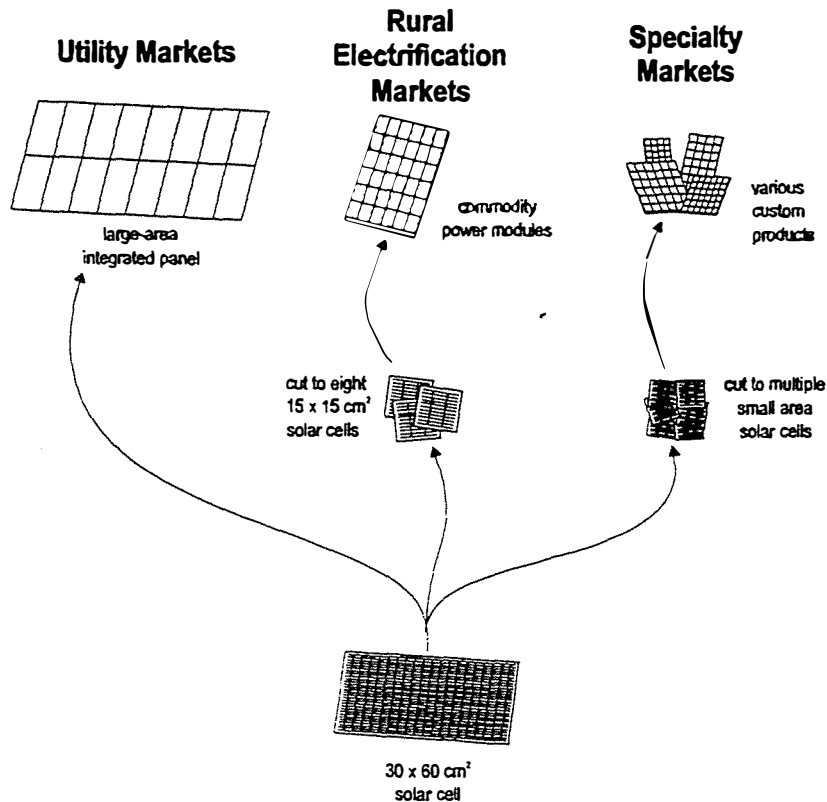 Utility Markets
Rural
Electrification
Markets
Specialty
Markets
large-area
integrated panel
commodity
power modules
various
custom
products
cut to eight
15 x 15 cm²
solar cells
cut to multiple
small area
solar cells
30 x 60 cm²
solar cell